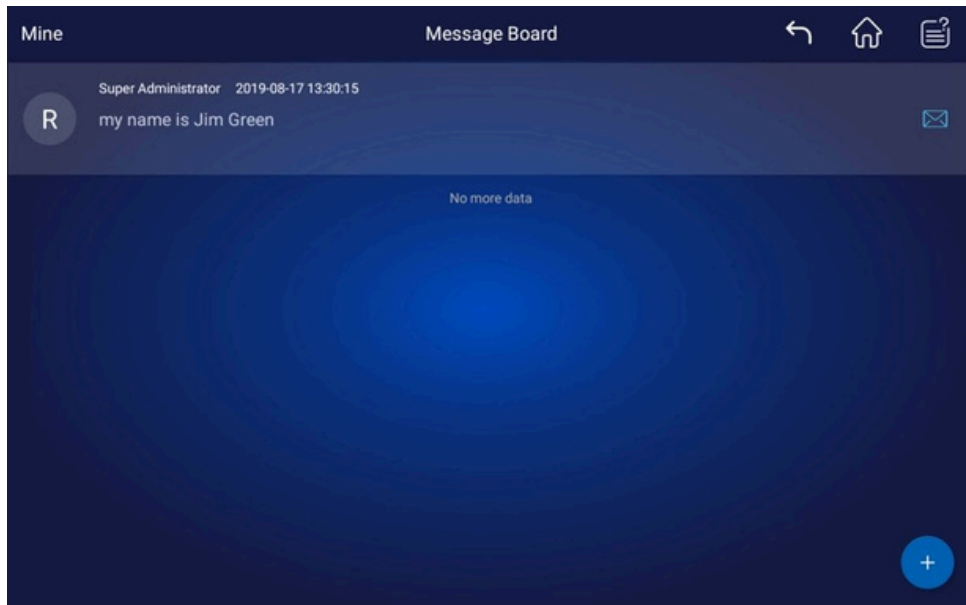 Mine Message Board
Super Administrator 2019-08-17 13:30:15
R
my name is Jim Green
No more data
+